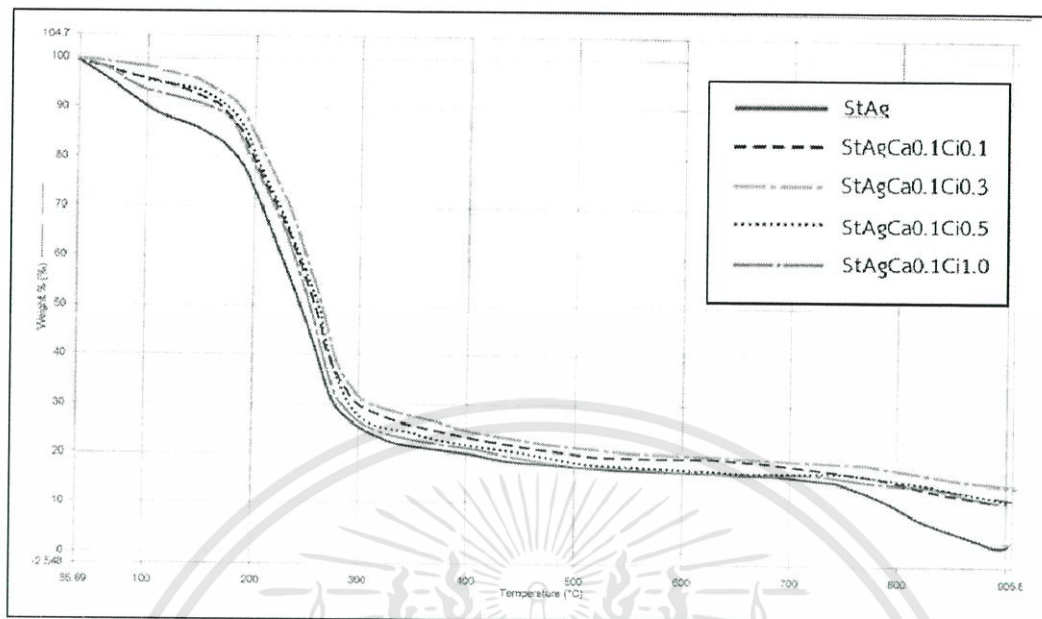 104.7
100
90
80
70
60
50
40
30
20
10
0
-2.548
Weight % (%)
35.69 100 200 300 400 500 600 700 800 905.6
Temperature (°C)
StAg
StAgCa0.1Ci0.1
StAgCa0.1Ci0.3
StAgCa0.1Ci0.5
StAgCa0.1Ci1.0